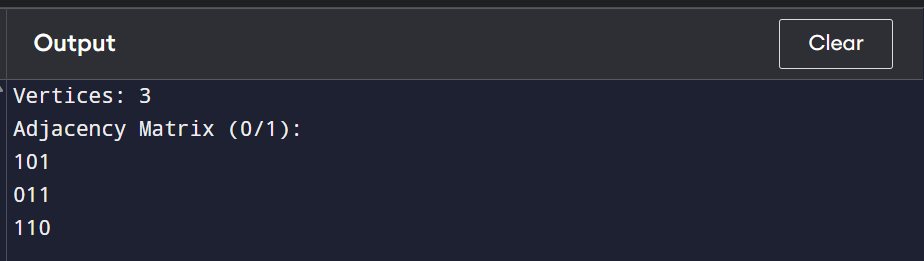 Output
Clear
Vertices: 3
Adjacency Matrix (0/1):
101
011
110